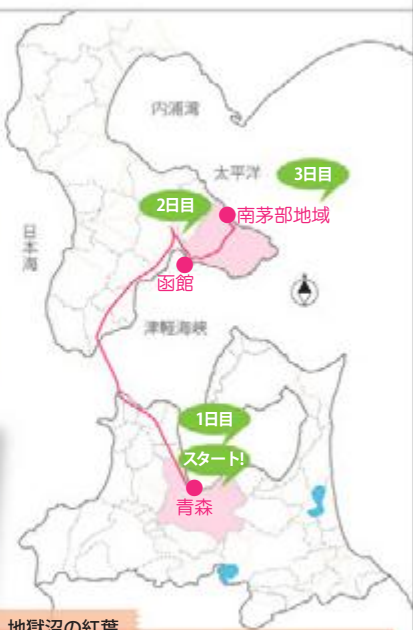 内浦湾
太平洋
3日目
2日目
南茅部地域
日本海
函館
津軽海峡
1日目
スタート!
青森
地獄沼の紅葉